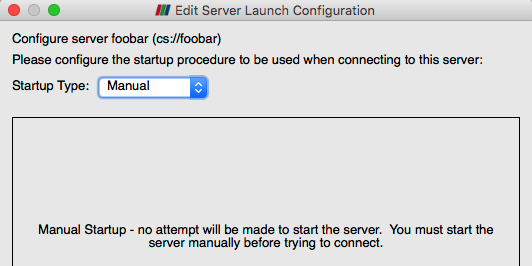 Edit Server Launch Configuration
Configure server foobar (cs://foobar)
Please configure the startup procedure to be used when connecting to this server:
Startup Type: Manual
Manual Startup - no attempt will be made to start the server.  You must start the
server manually before trying to connect.